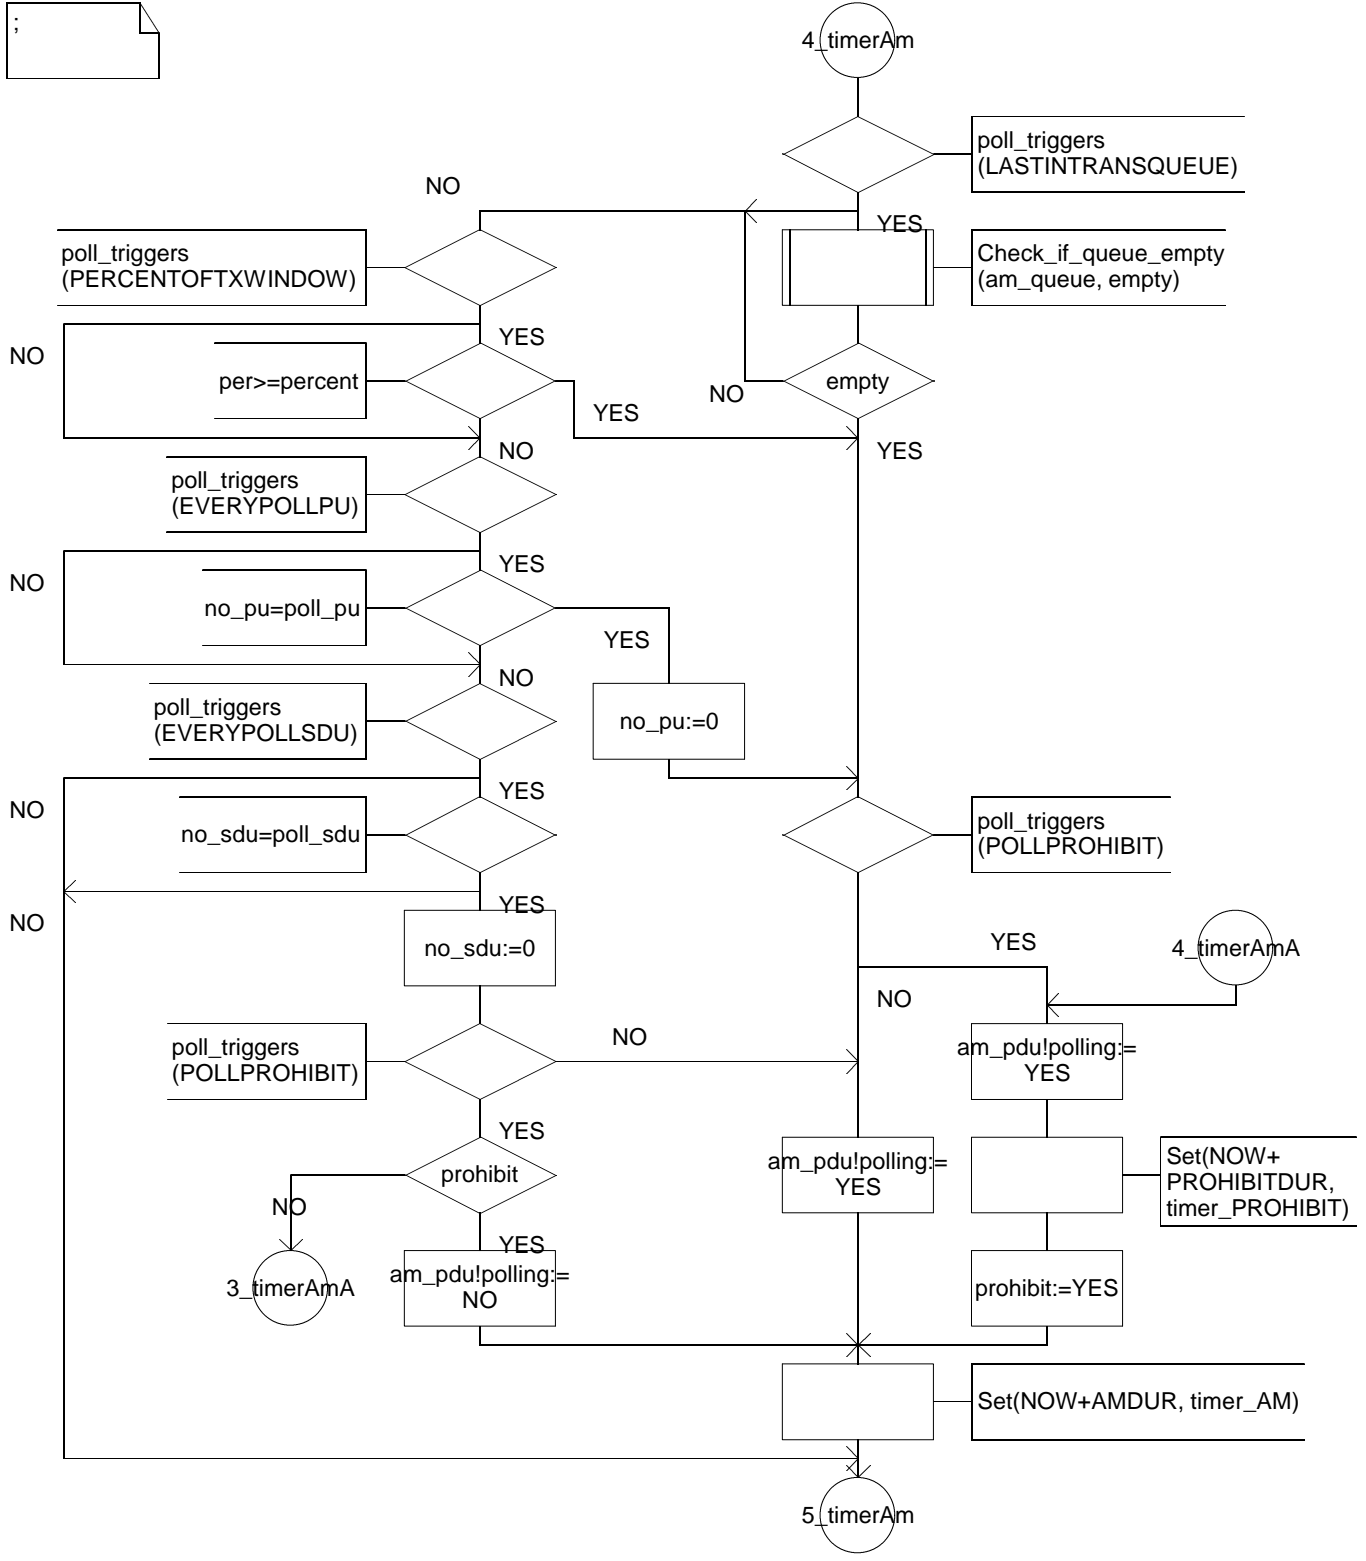 ;
4_timerAm
poll_triggers
(LASTINTRANSQUEUE)
NO
YES
poll_triggers
(PERCENTOFTXWINDOW)
Check_if_queue_empty
(am_queue, empty)
YES
NO
per>=percent
empty
NO
YES
NO
YES
poll_triggers
(EVERYPOLLPU)
YES
NO
no_pu=poll_pu
YES
NO
poll_triggers
(EVERYPOLLSDU)
no_pu:=0
YES
NO
no_sdu=poll_sdu
poll_triggers
(POLLPROHIBIT)
YES
NO
no_sdu:=0
YES
4_timerAmA
NO
NO
poll_triggers
(POLLPROHIBIT)
am_pdu!polling:=
YES
YES
prohibit
am_pdu!polling:=
YES
Set(NOW+
PROHIBITDUR,
timer_PROHIBIT)
NO
YES
3_timerAmA
am_pdu!polling:=
NO
prohibit:=YES
Set(NOW+AMDUR, timer_AM)
5_timerAm